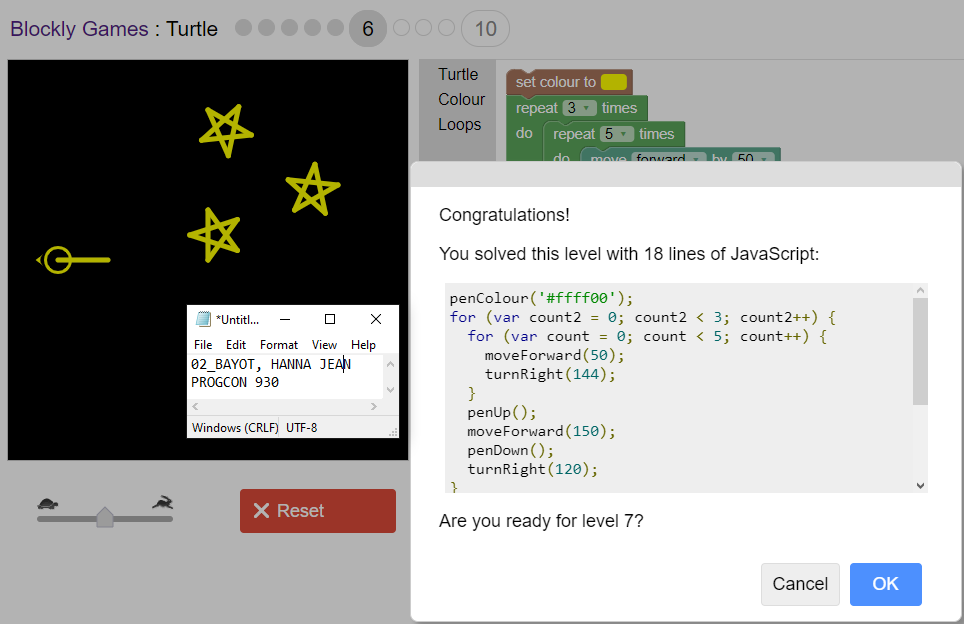 Blockly Games : Turtle 6 10
Turtle
Colour
Loops
set colour to
repeat 3 times
do repeat 5 times
do move forward by 50
Congratulations!
You solved this level with 18 lines of JavaScript:
penColour('#ffff00');
for (var count2 = 0; count2 < 3; count2++) {
for (var count = 0; count < 5; count++) {
moveForward(50);
turnRight(144);
}
penUp();
moveForward(150);
penDown();
turnRight(120);
}
Are you ready for level 7?
Cancel OK
*Untitl...
File Edit Format View Help
02_BAYOT, HANNA JEAN
PROGCON 930
Windows (CRLF) UTF-8
Reset